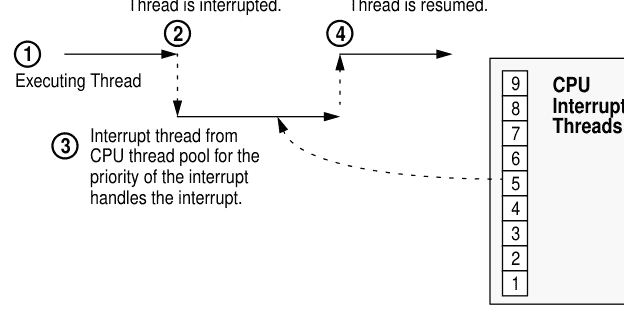 Thread is interrupted.
Thread is resumed.
2
4
1
Executing Thread
3
Interrupt thread from
CPU thread pool for the
priority of the interrupt
handles the interrupt.
9
8
7
6
5
4
3
2
1
CPU
Interrupt
Threads